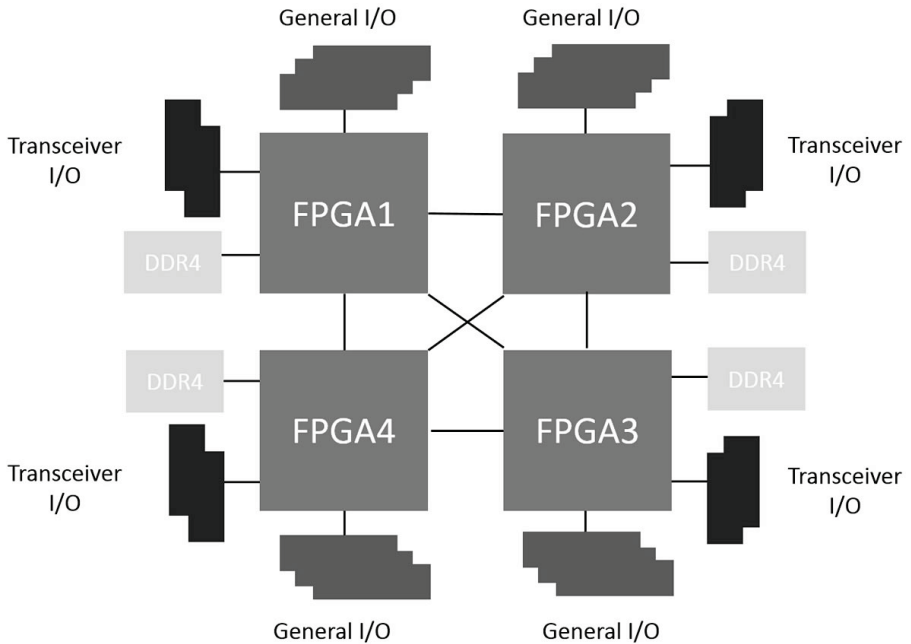 General I/O
General I/O
Transceiver
I/O
FPGA1
FPGA2
Transceiver
I/O
DDR4
DDR4
DDR4
DDR4
Transceiver
I/O
FPGA4
FPGA3
Transceiver
I/O
General I/O
General I/O